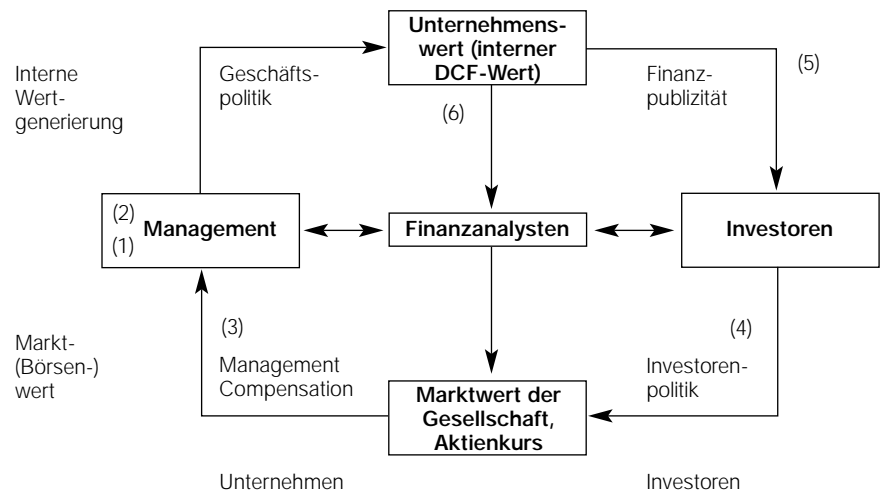 Unternehmens-
wert (interner
DCF-Wert)
Interne
Wert-
generierung
Geschäfts-
politik
(6)
Finanz-
publizität
(5)
(2)
(1)
Management
Finanzanalysten
Investoren
Markt-
(Börsen-)
wert
(3)
Management
Compensation
Marktwert der
Gesellschaft,
Aktienkurs
(4)
Investoren-
politik
Unternehmen
Investoren